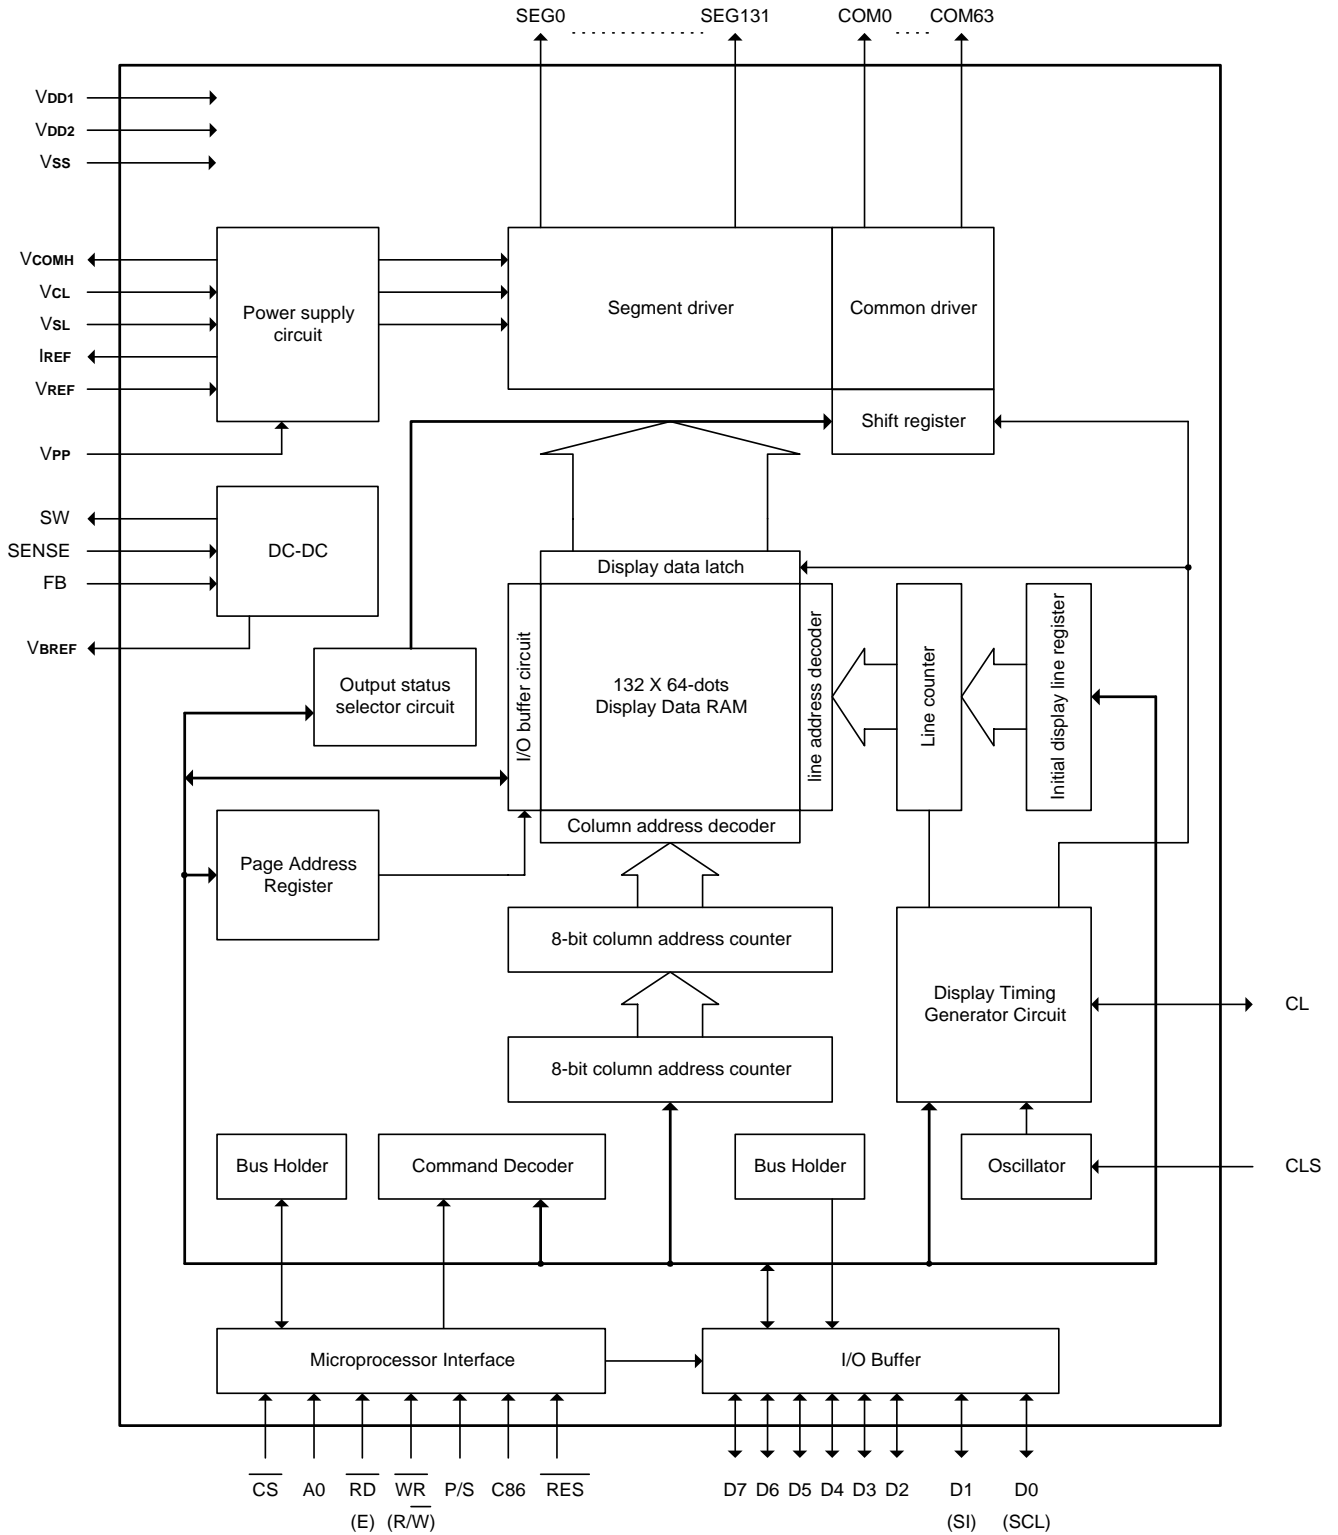 SEG0 SEG131 COM0 COM63
VDD1
VDD2
VSS
VCOMH
VCL
VSL
IREF
VREF
VPP
Power supply
circuit
Segment driver
Common driver
Shift register
SW
SENSE
FB
VBREF
DC-DC
Display data latch
Output status
selector circuit
I/O buffer circuit
132 X 64-dots
Display Data RAM
line address decoder
Line counter
Initial display line register
Column address decoder
Page Address
Register
8-bit column address counter
Display Timing
Generator Circuit
CL
8-bit column address counter
Bus Holder
Command Decoder
Bus Holder
Oscillator
CLS
Microprocessor Interface
I/O Buffer
CS A0 RD WR P/S C86 RES D7 D6 D5 D4 D3 D2 D1 D0
(E) (R/W) (SI) (SCL)